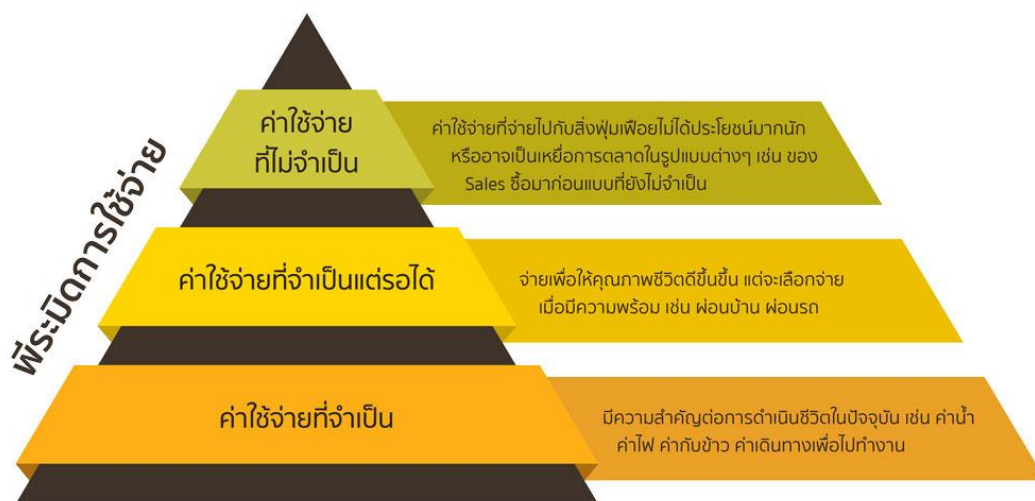 พีระมิดการใช้จ่าย
ค่าใช้จ่าย
ที่ไม่จำเป็น
ค่าใช้จ่ายที่จ่ายไปกับสิ่งฟุ่มเฟือยไม่ได้ประโยชน์มากนัก
หรืออาจเป็นเหยื่อการตลาดในรูปแบบต่างๆ เช่น ของ
Sales ซื้อมาก่อนแบบที่ยังไม่จำเป็น
ค่าใช้จ่ายที่จำเป็นแต่รอได้
จ่ายเพื่อให้คุณภาพชีวิตดีขึ้นขึ้น แต่จะเลือกจ่าย
เมื่อมีความพร้อม เช่น ผ่อนบ้าน ผ่อนรถ
ค่าใช้จ่ายที่จำเป็น
มีความสำคัญต่อการดำเนินชีวิตในปัจจุบัน เช่น ค่าน้ำ
ค่าไฟ ค่ากับข้าว ค่าเดินทางเพื่อไปทำงาน